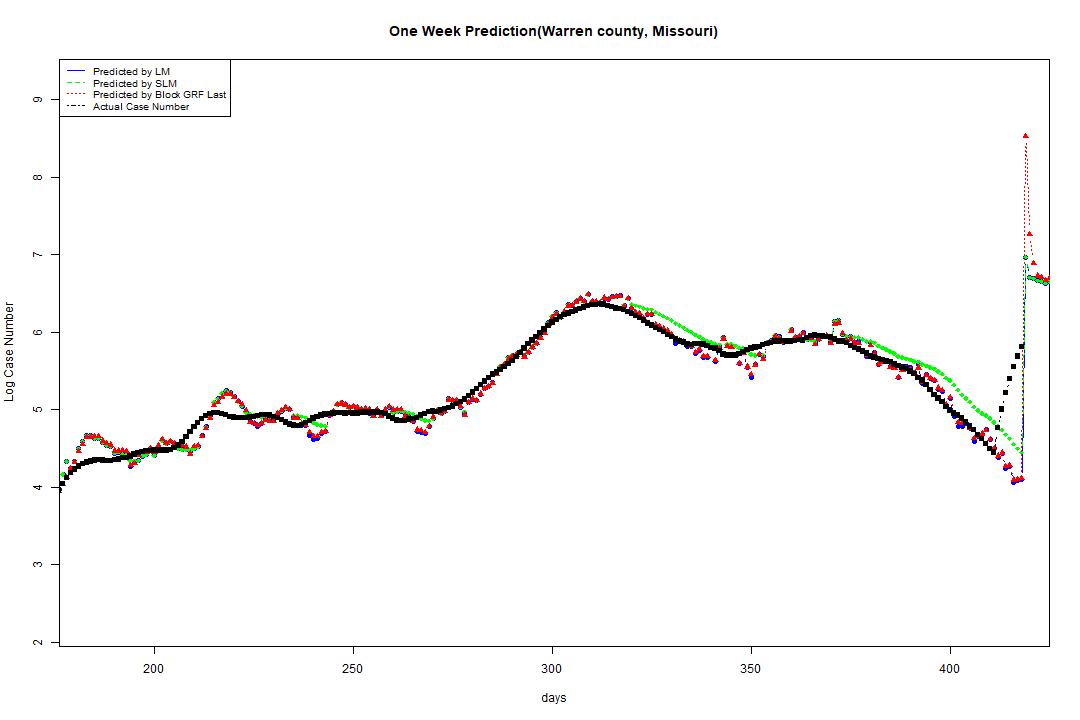 One Week Prediction(Warren county, Missouri)
Predicted by LM
Predicted by SLM
Predicted by Block GRF Last
Actual Case Number
Log Case Number
9
8
7
6
5
4
3
2
200 250 300 350 400
days